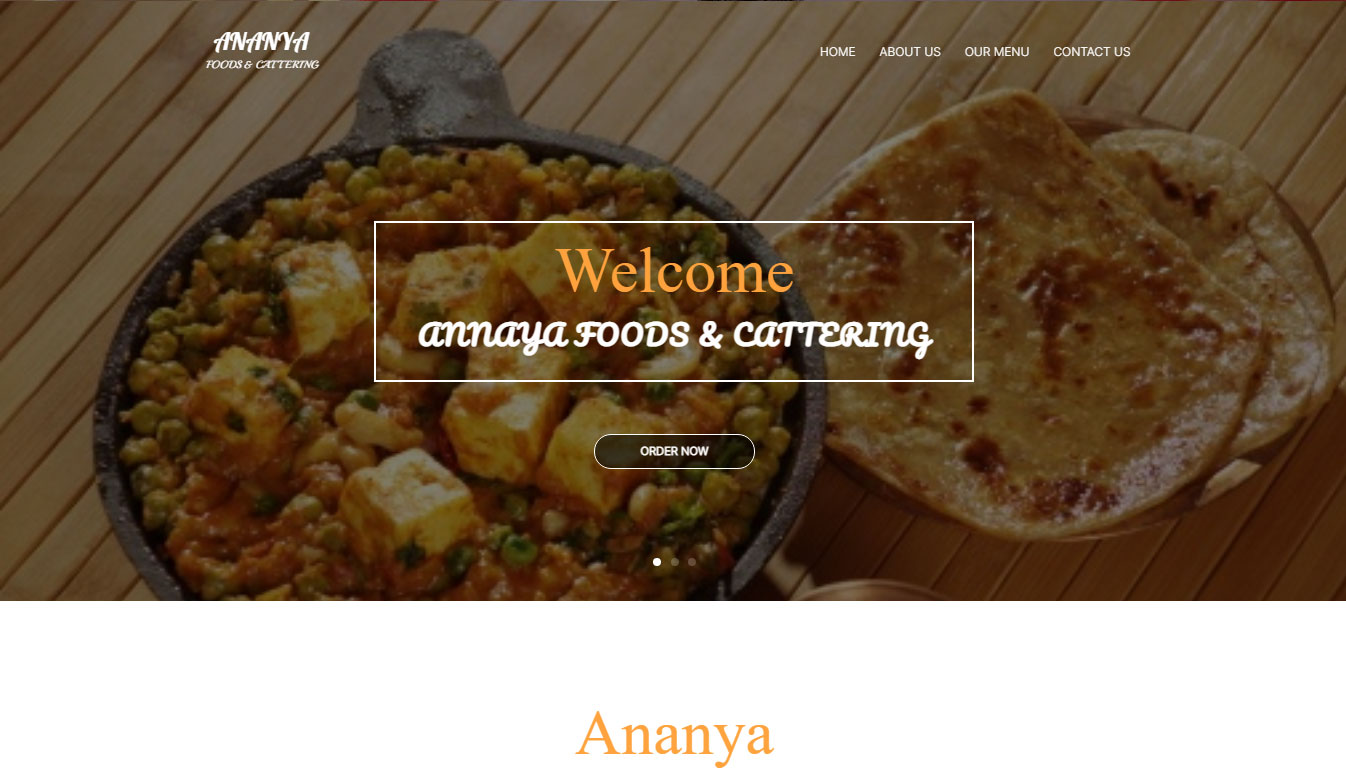 ANANYA
FOODS & CATTERING
HOME ABOUT US OUR MENU CONTACT US
Welcome
ANNAYA FOODS & CATTERING
ORDER NOW
Ananya